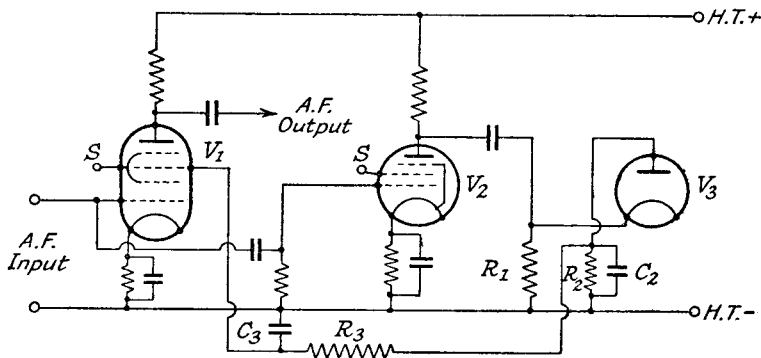 H.T.+
A.F.
Output
S
V1
S
V2
V3
A.F.
Input
R1
R2
C2
C3
R3
H.T.-